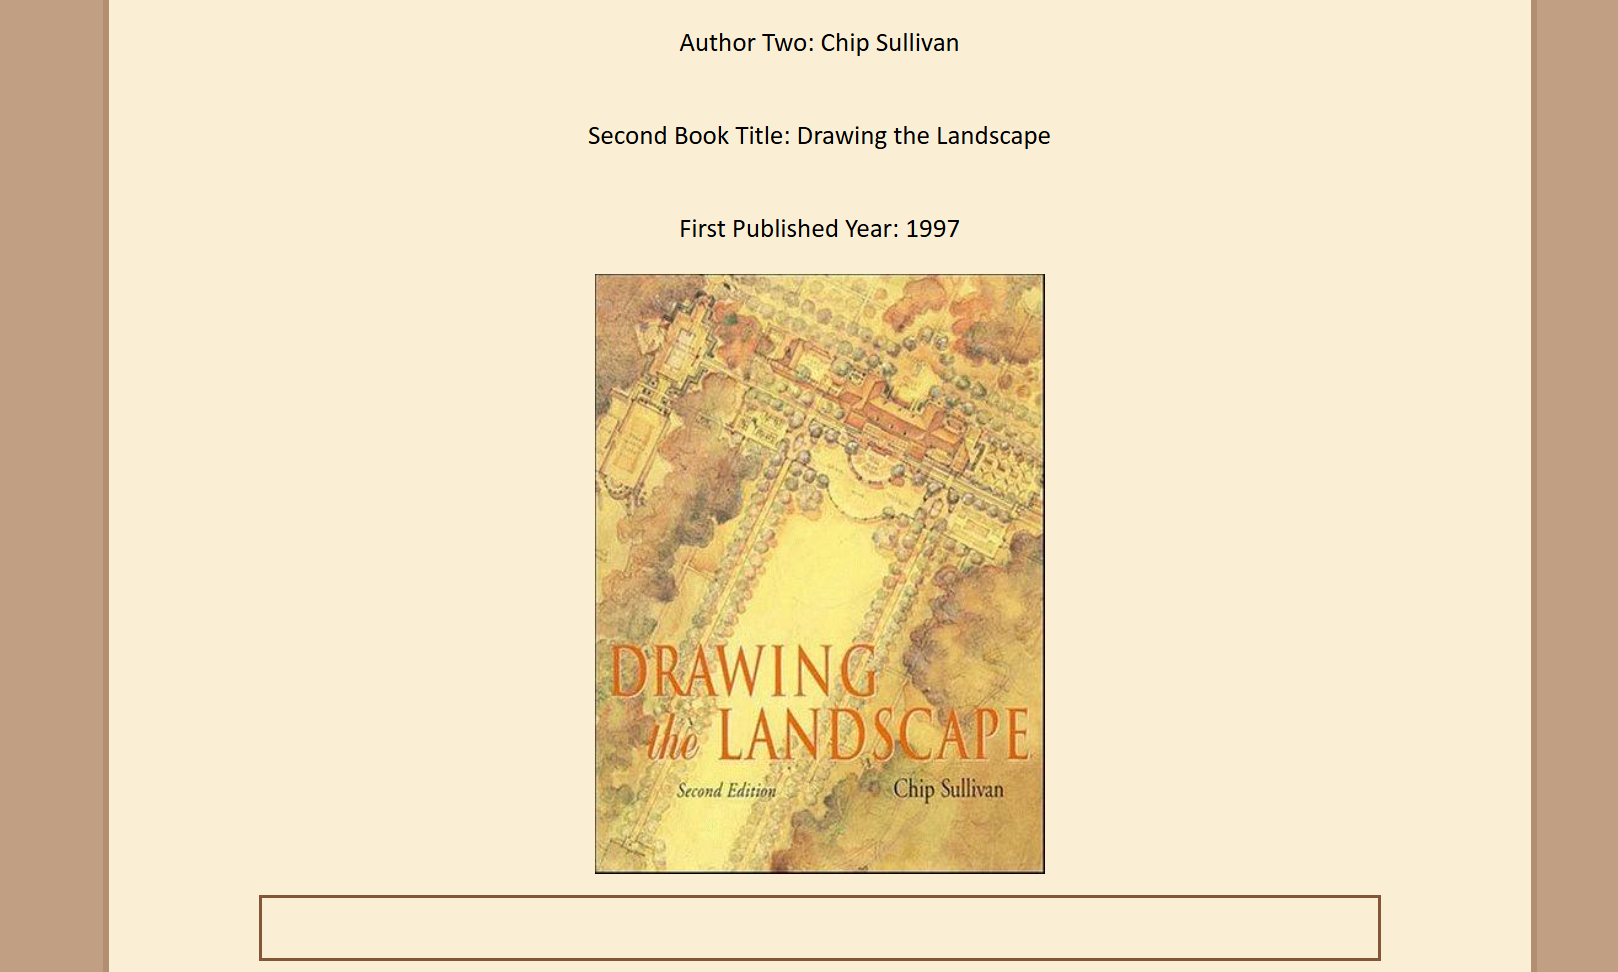 Author Two: Chip Sullivan
Second Book Title: Drawing the Landscape
First Published Year: 1997
DRAWING
the LANDSCAPE
Second Edition Chip Sullivan